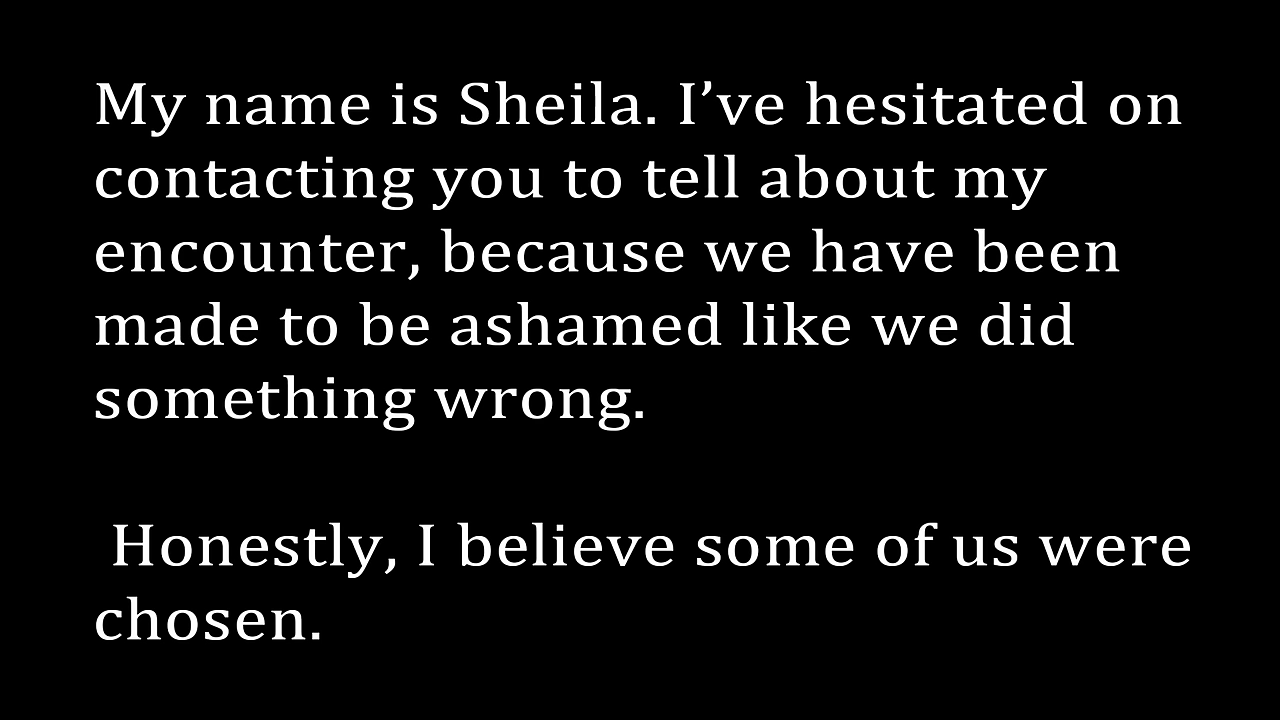 My name is Sheila. I’ve hesitated on
contacting you to tell about my
encounter, because we have been
made to be ashamed like we did
something wrong.
Honestly, I believe some of us were
chosen.